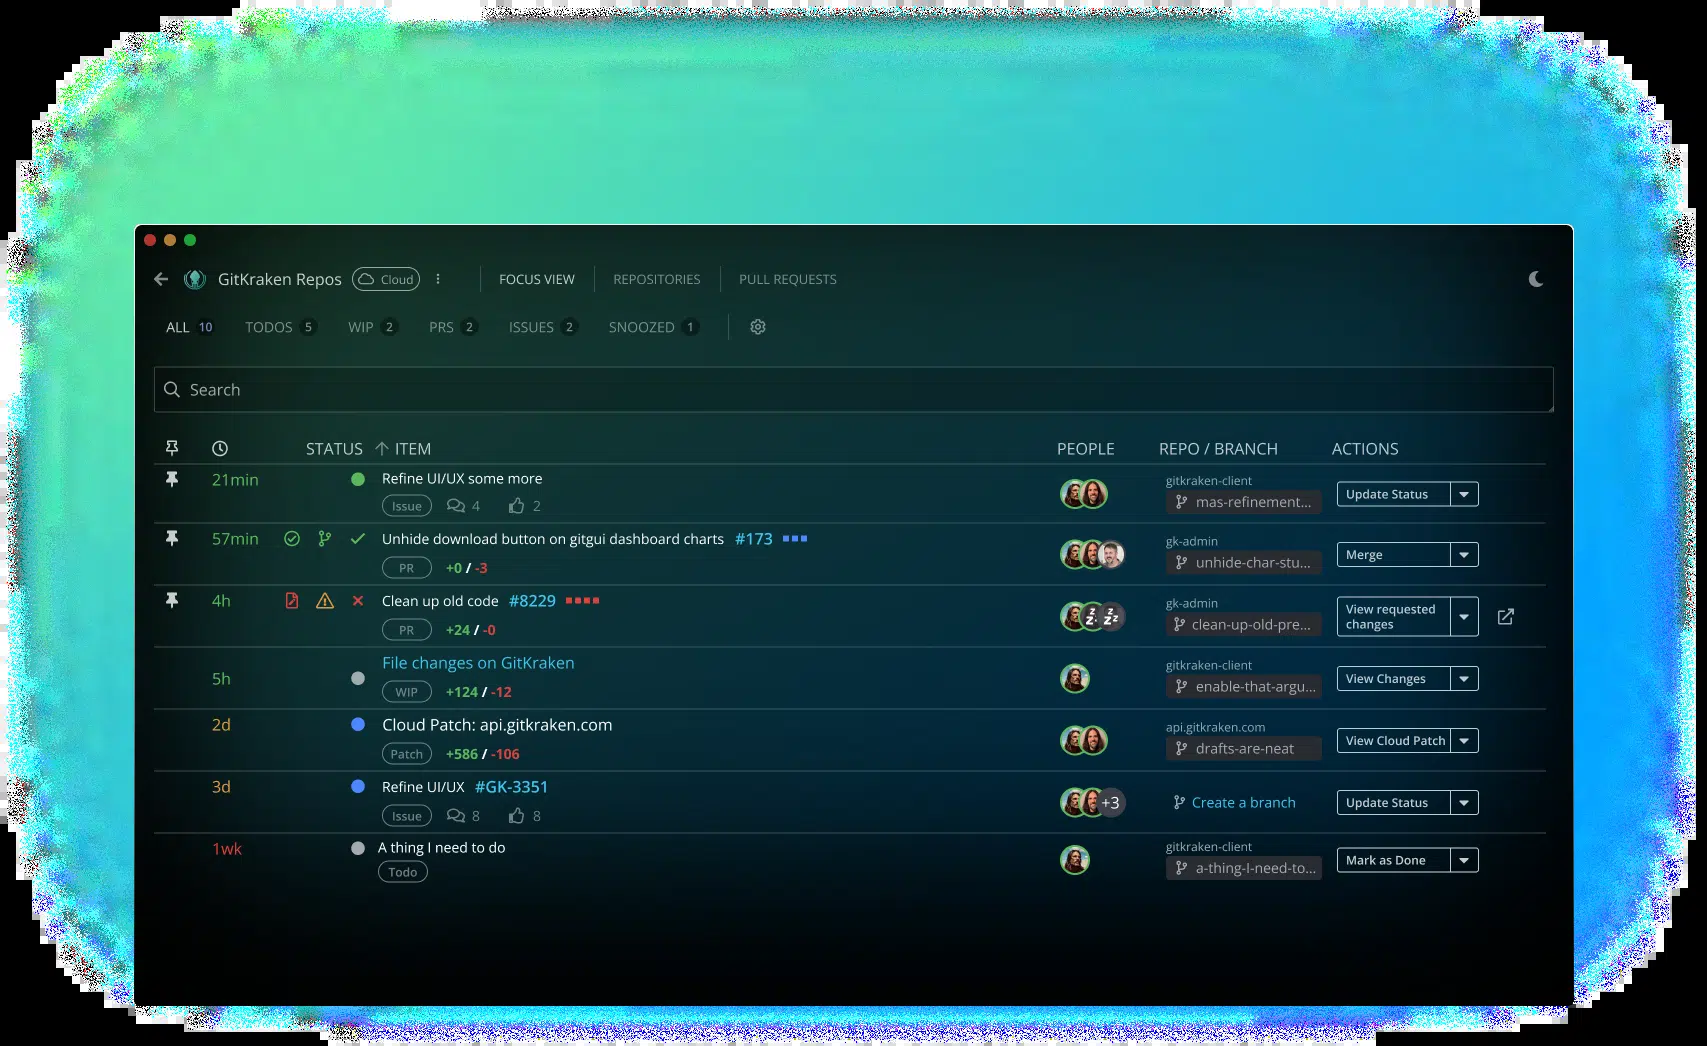 GitKraken Repos Cloud FOCUS VIEW REPOSITORIES PULL REQUESTS
ALL 10 TODOS 5 WIP 2 PRS 2 ISSUES 2 SNOOZED 1
Search
STATUS ITEM PEOPLE REPO / BRANCH ACTIONS
21min Refine UI/UX some more
Issue 4 2
gitkraken-client
mas-refinement...
Update Status
57min Unhide download button on gitgui dashboard charts #173
PR +0 / -3
gk-admin
unhide-char-stu...
Merge
4h Clean up old code #8229
PR +24 / -0
z z zz
gk-admin
clean-up-old-pre...
View requested
changes
5h File changes on GitKraken
WIP +124 / -12
gitkraken-client
enable-that-argu...
View Changes
2d Cloud Patch: api.gitkraken.com
Patch +586 / -106
api.gitkraken.com
drafts-are-neat
View Cloud Patch
3d Refine UI/UX #GK-3351
Issue 8 8
+3
Create a branch
Update Status
1wk A thing I need to do
Todo
gitkraken-client
a-thing-I-need-to...
Mark as Done